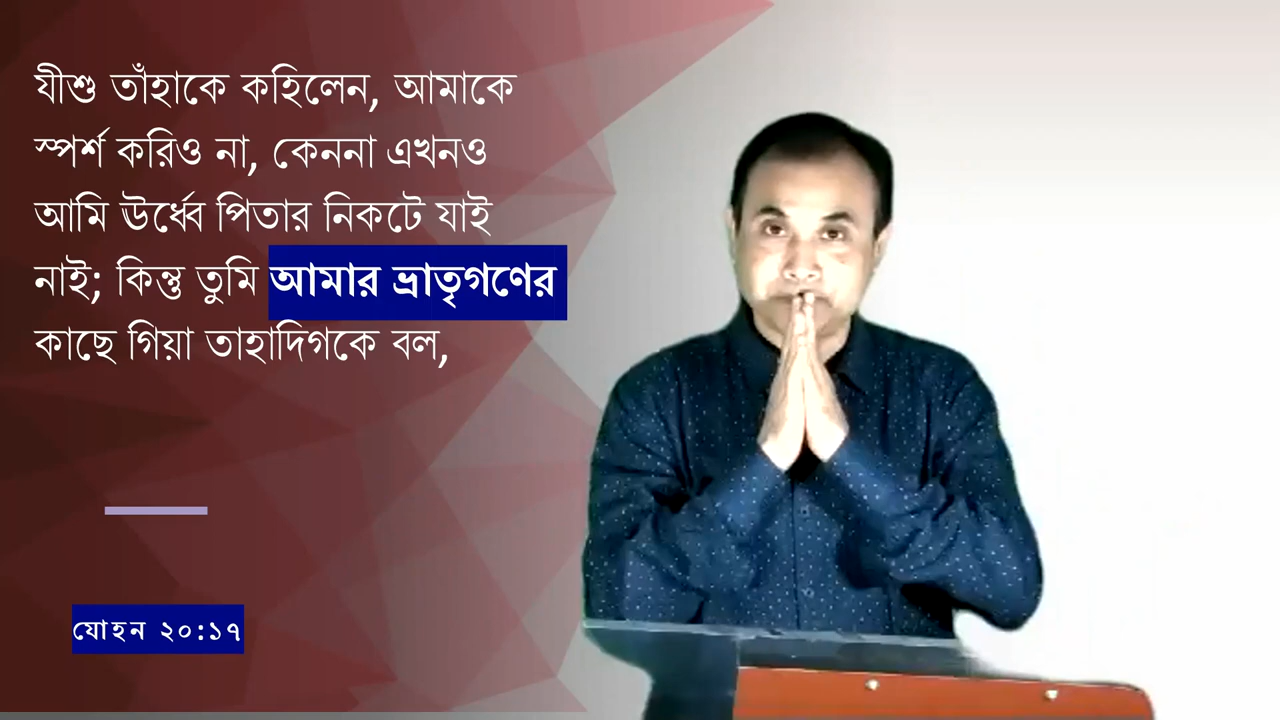 যীশু তাঁহাকে কহিলেন, আমাকে
স্পর্শ করিও না, কেননা এখনও
আমি ঊর্ধ্বে পিতার নিকটে যাই
নাই; কিন্তু তুমি আমার ভ্রাতৃগণের
কাছে গিয়া তাহাদিগকে বল,
যোহন ২০:১৭